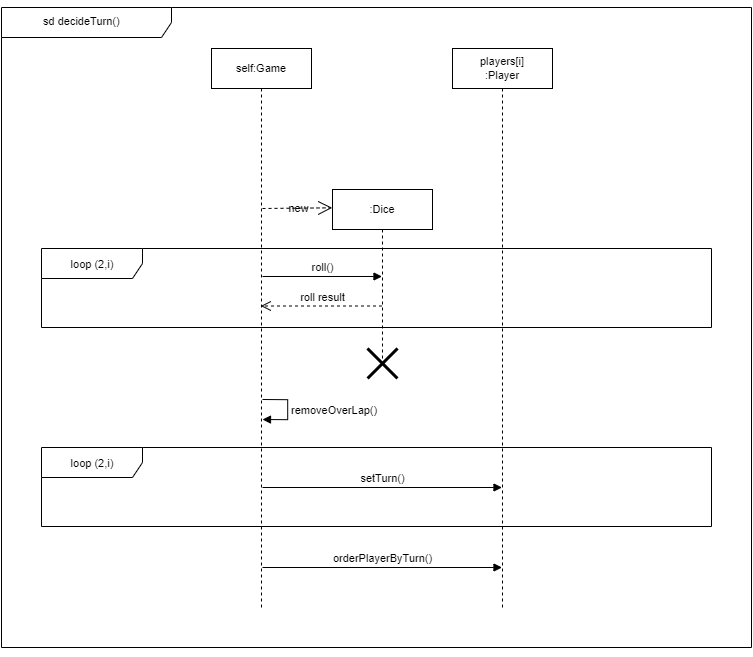 sd decideTurn()
self:Game
players[i]
:Player
new
:Dice
loop (2,i)
roll()
roll result
removeOverLap()
loop (2,i)
setTurn()
orderPlayerByTurn()